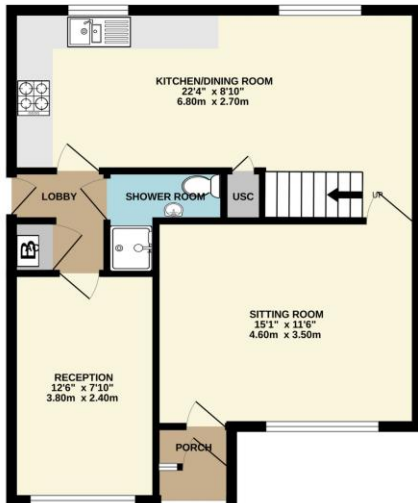 KITCHEN/DINING ROOM
22'4" x 8'10"
6.80m x 2.70m
LOBBY
SHOWER ROOM
USC
UP
B
SITTING ROOM
15'1" x 11'6"
4.60m x 3.50m
RECEPTION
12'6" x 7'10"
3.80m x 2.40m
PORCH